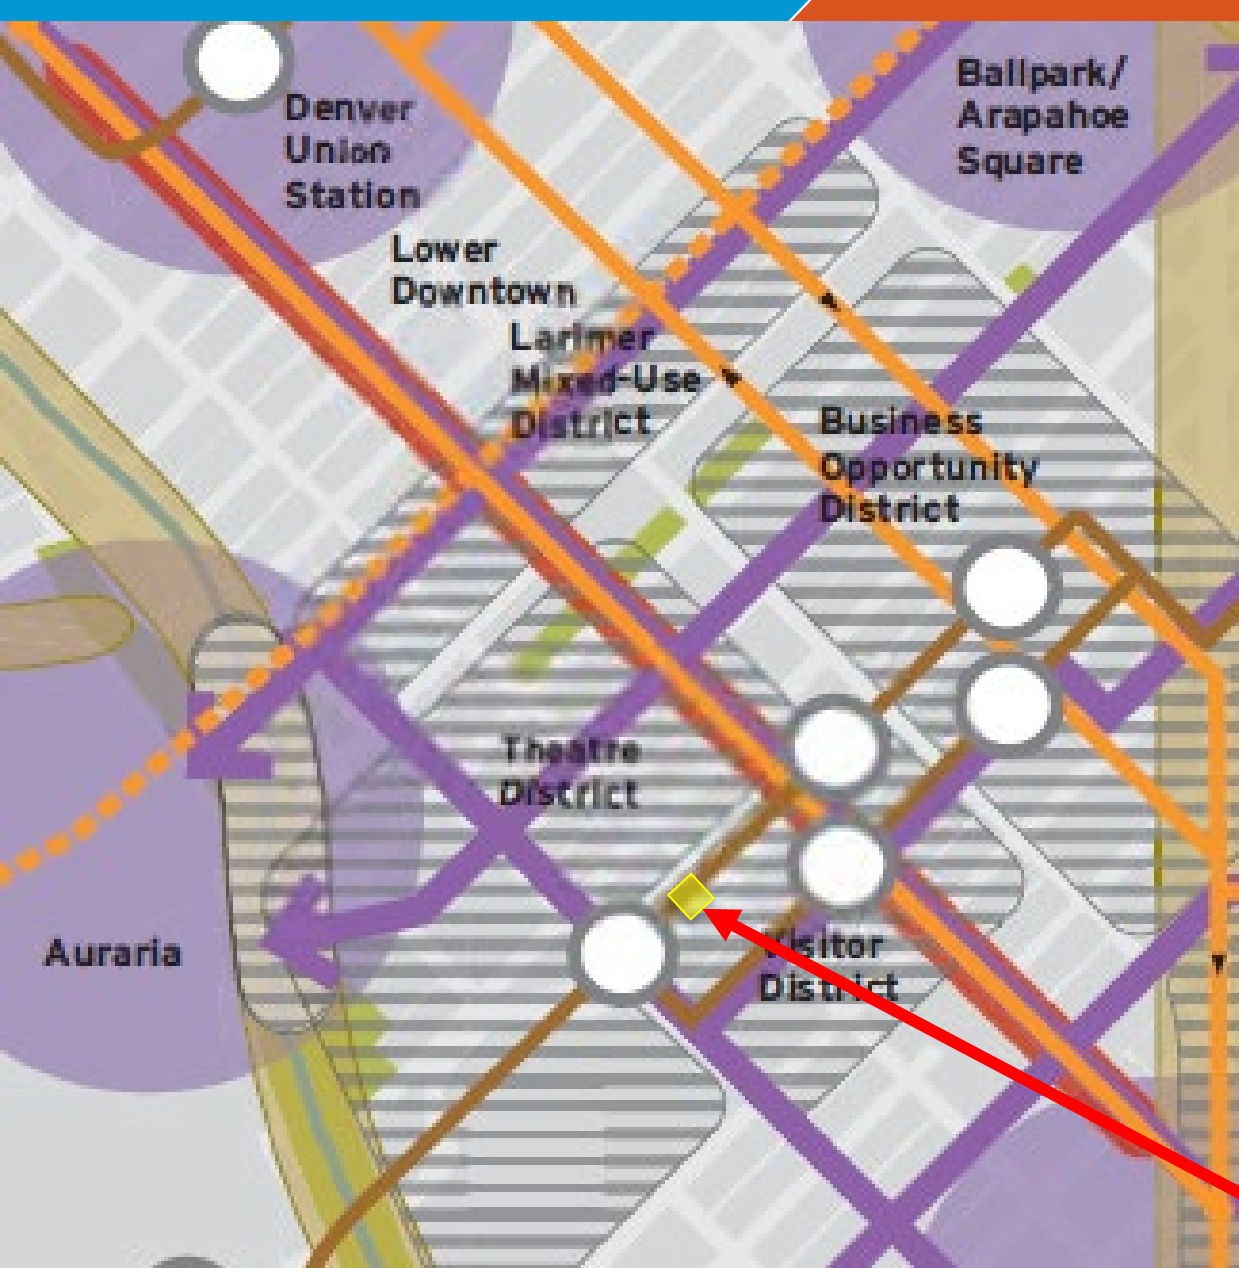 Ballpark/
Arapahoe
Square
Denver
Union
Station
Lower
Downtown
Larimer
Mixed-Use
District
Business
Opportunity
District
Theatre
District
Auraria
Visitor
District